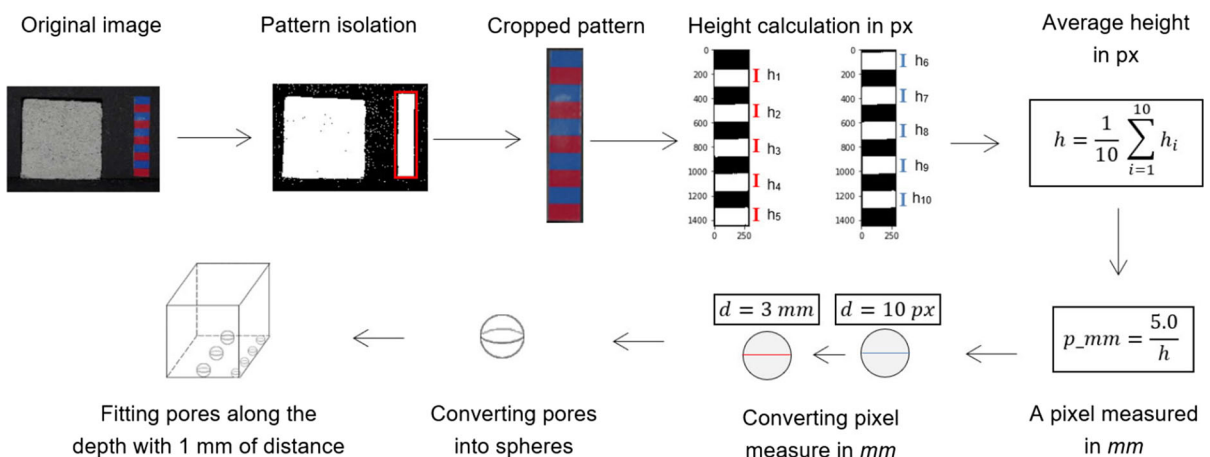 Original image
Pattern isolation
Cropped pattern
Height calculation in px
Average height
in px
0
200
400
600
800
1000
1200
1400
0 250
h1
h2
h3
h4
h5
0
200
400
600
800
1000
1200
1400
0 250
h6
h7
h8
h9
h10
h = 1/10 ∑ i=1 10 hi
d = 3 mm
d = 10 px
p_mm = 5.0/h
Fitting pores along the
depth with 1 mm of distance
Converting pores
into spheres
Converting pixel
measure in mm
A pixel measured
in mm